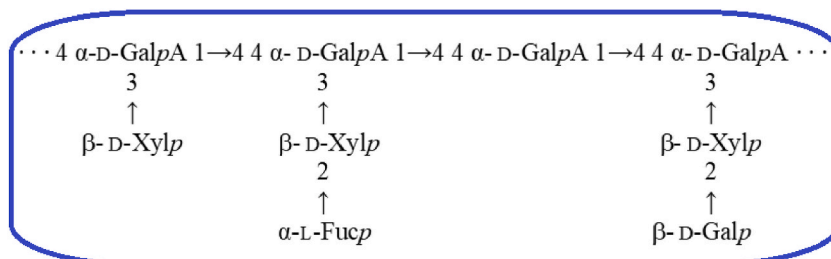 ··· 4 α-D-GalpA 1→4 4 α- D-GalpA 1→4 4 α- D-GalpA 1→4 4 α- D-GalpA ···
3 3 3
↑ ↑ ↑
β- D-Xylp β- D-Xylp β- D-Xylp
2 2
↑ ↑
α-L-Fucp β- D-Galp